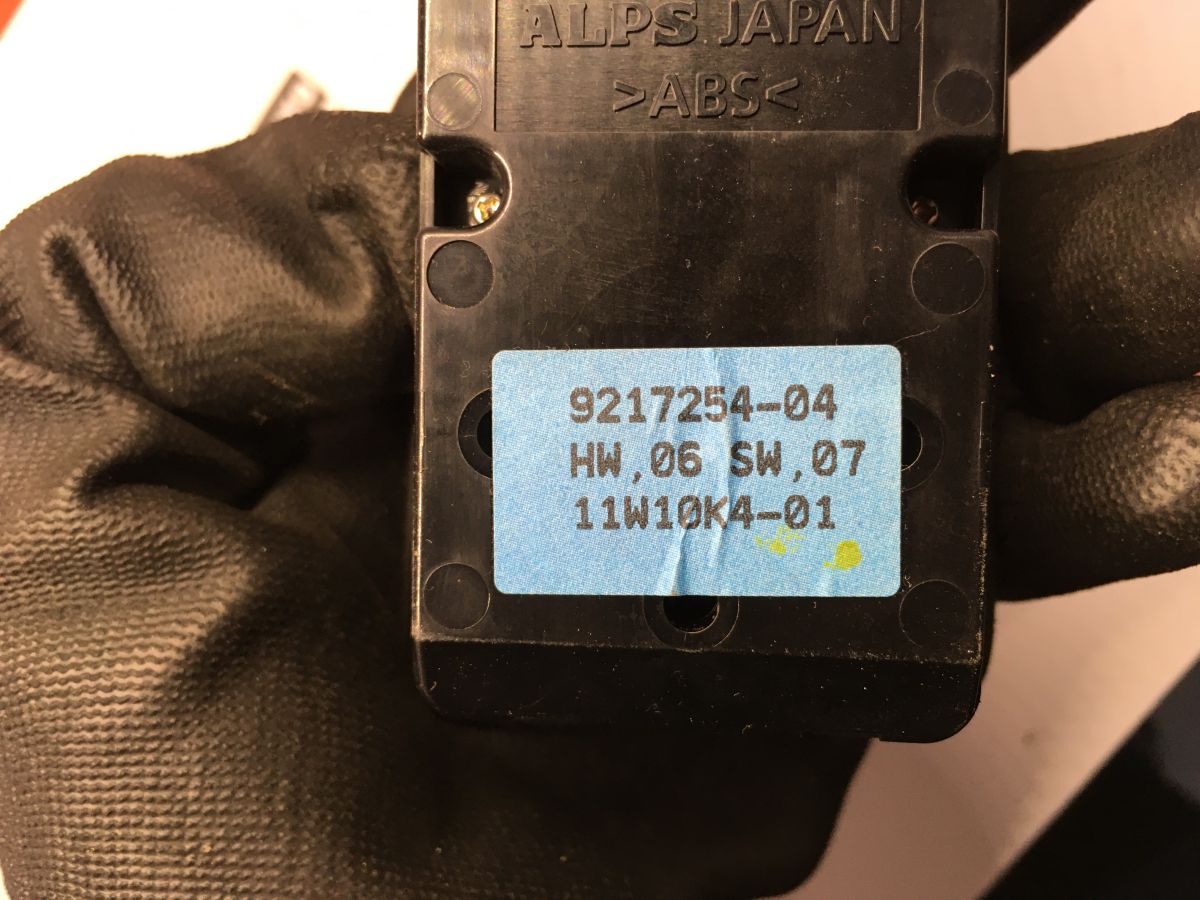 ALPS JAPAN
>ABS<
9217254-04
HW,06 SW,07
11W10K4-01